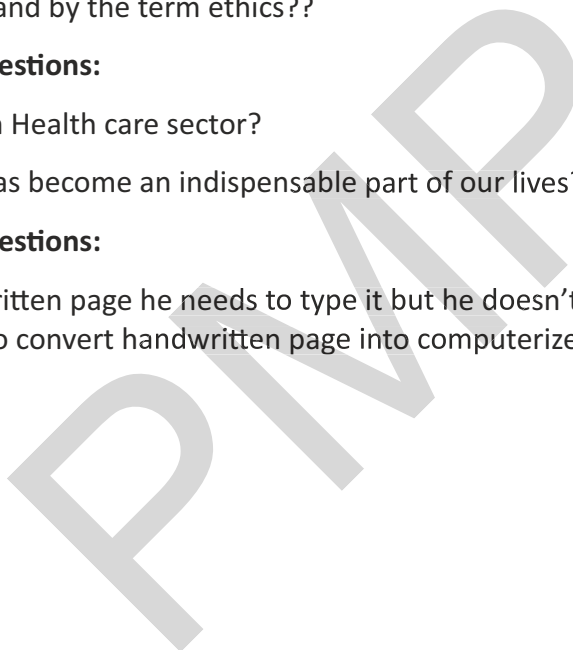 and by the term ethics??
estions:
n Health care sector?
as become an indispensable part of our lives?
estions:
ritten page he needs to type it but he doesn't
o convert handwritten page into computerize
PMP